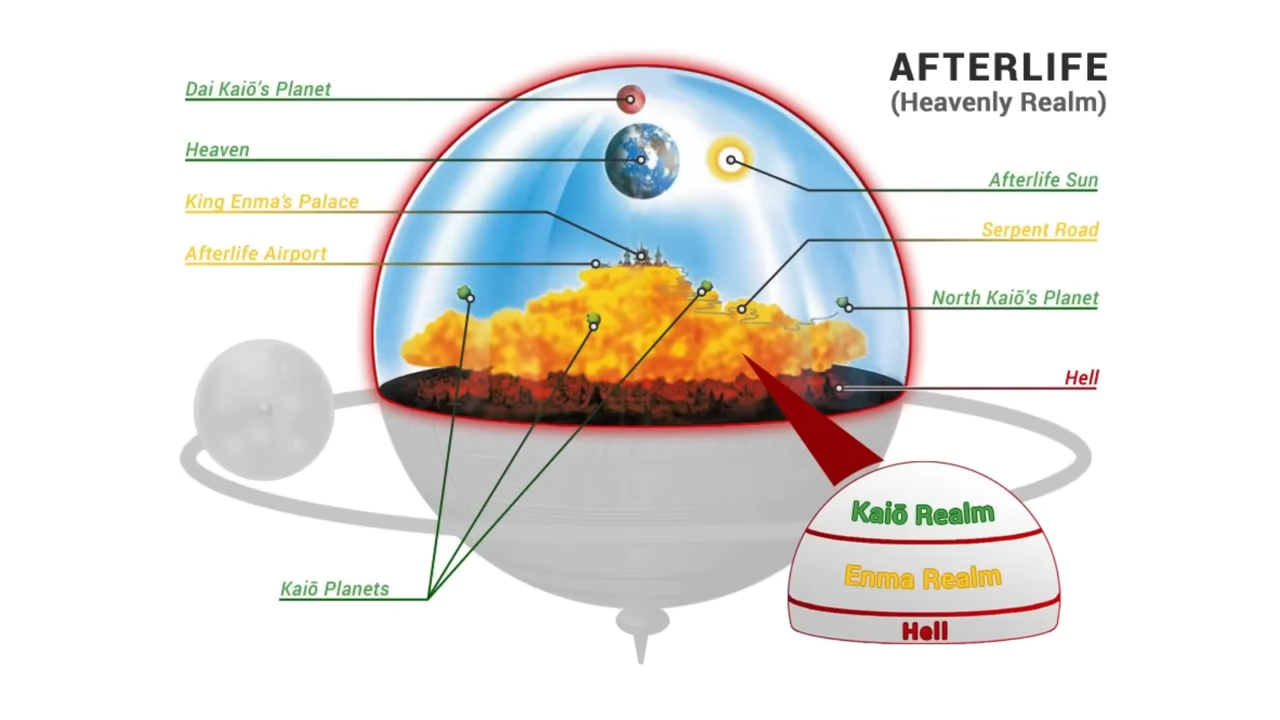 AFTERLIFE
(Heavenly Realm)
Dai Kaiō's Planet
Heaven
King Enma's Palace
Afterlife Airport
Afterlife Sun
Serpent Road
North Kaiō's Planet
Hell
Kaiō Planets
Kaiō Realm
Enma Realm
Hell